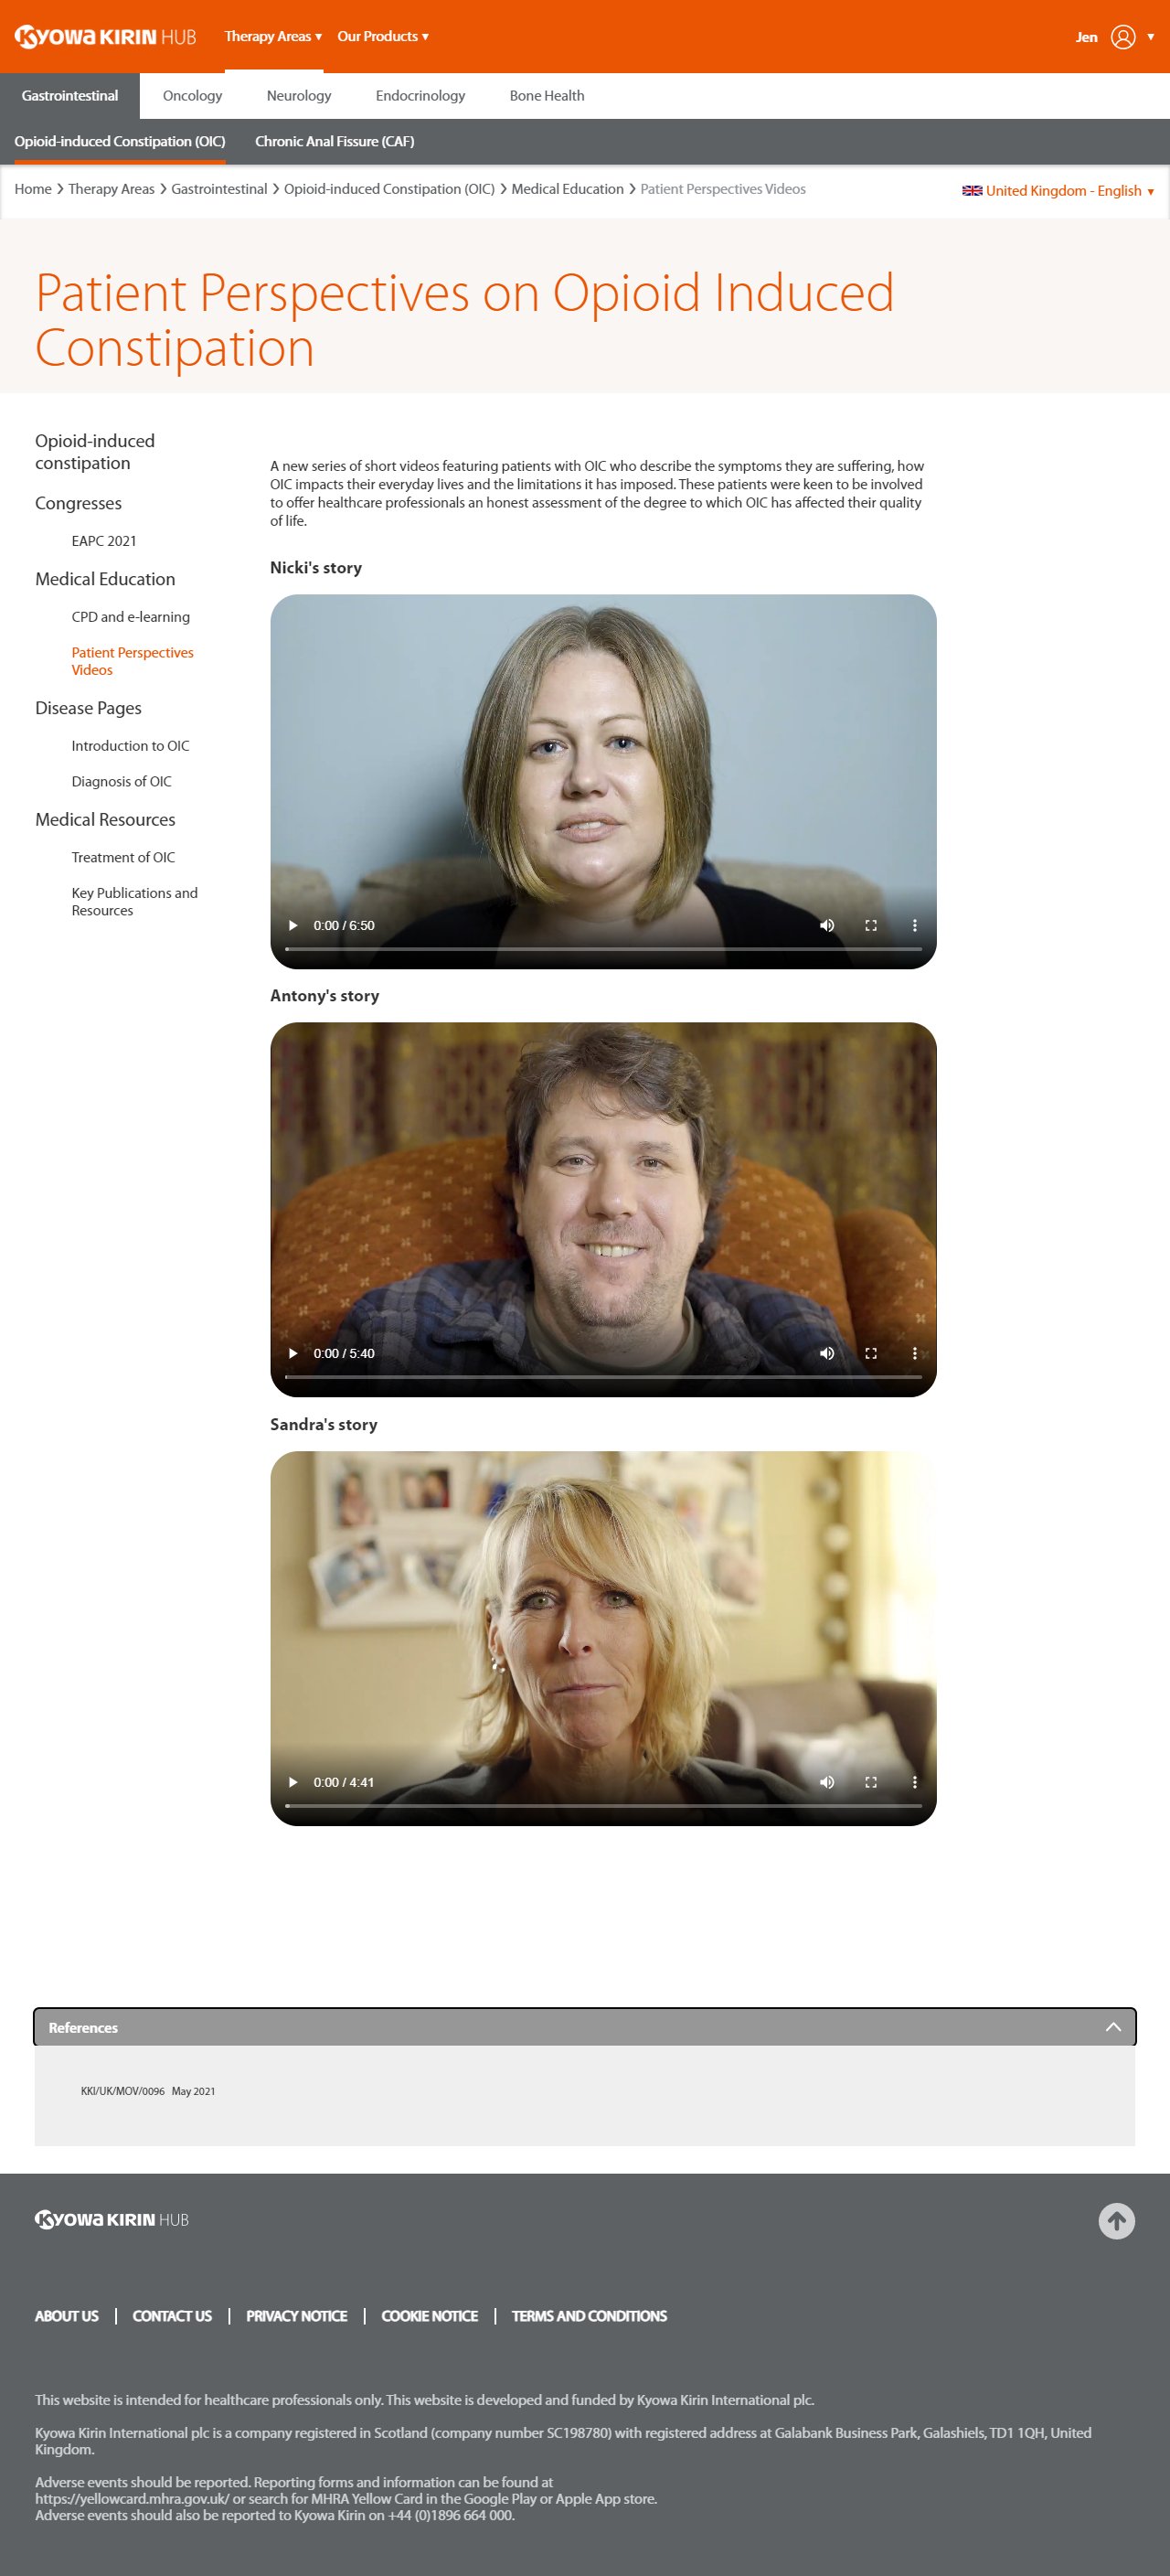 KYOWA KIRIN HUB
Therapy Areas ▼ Our Products ▼
Jen ▼
Gastrointestinal Oncology Neurology Endocrinology Bone Health
Opioid-induced Constipation (OIC) Chronic Anal Fissure (CAF)
Home > Therapy Areas > Gastrointestinal > Opioid-induced Constipation (OIC) > Medical Education > Patient Perspectives Videos
United Kingdom - English ▼
Patient Perspectives on Opioid Induced
Constipation
Opioid-induced
constipation
Congresses
EAPC 2021
Medical Education
CPD and e-learning
Patient Perspectives
Videos
Disease Pages
Introduction to OIC
Diagnosis of OIC
Medical Resources
Treatment of OIC
Key Publications and
Resources
A new series of short videos featuring patients with OIC who describe the symptoms they are suffering, how
OIC impacts their everyday lives and the limitations it has imposed. These patients were keen to be involved
to offer healthcare professionals an honest assessment of the degree to which OIC has affected their quality
of life.
Nicki's story
0:00 / 6:50
Antony's story
0:00 / 5:40
Sandra's story
0:00 / 4:41
References
KKI/UK/MOV/0096 May 2021
KYOWA KIRIN HUB
ABOUT US | CONTACT US | PRIVACY NOTICE | COOKIE NOTICE | TERMS AND CONDITIONS
This website is intended for healthcare professionals only. This website is developed and funded by Kyowa Kirin International plc.
Kyowa Kirin International plc is a company registered in Scotland (company number SC198780) with registered address at Galabank Business Park, Galashiels, TD1 1QH, United
Kingdom.
Adverse events should be reported. Reporting forms and information can be found at
https://yellowcard.mhra.gov.uk/ or search for MHRA Yellow Card in the Google Play or Apple App store.
Adverse events should also be reported to Kyowa Kirin on +44 (0)1896 664 000.